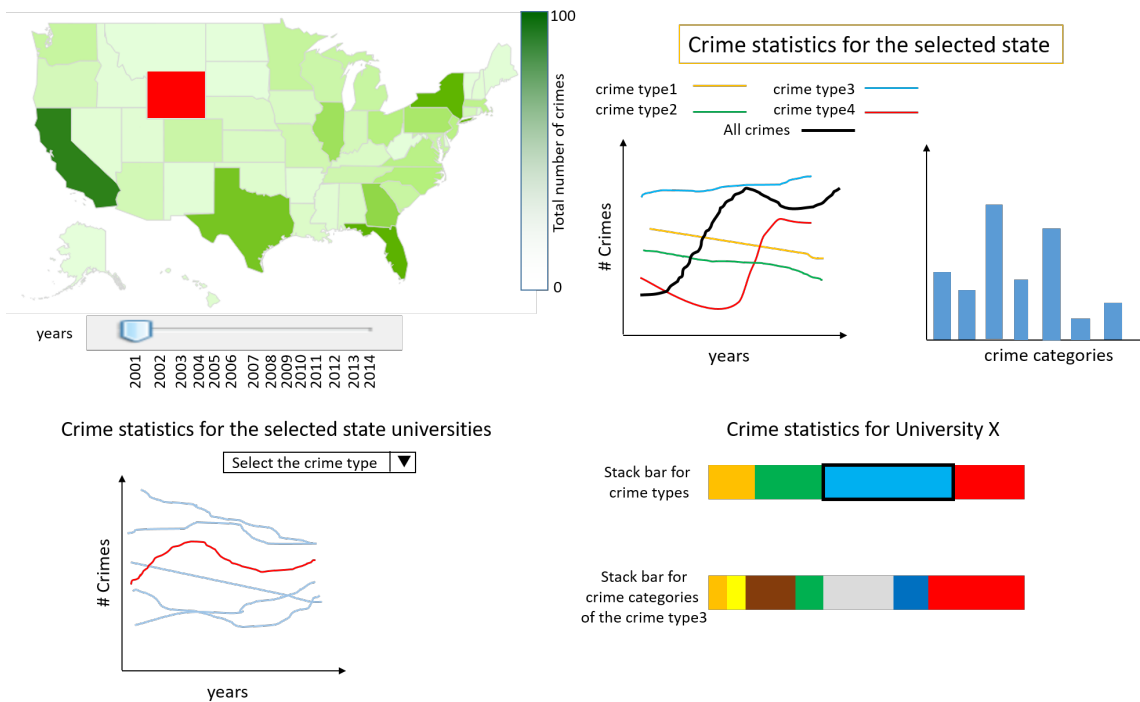 100
Total number of crimes
0
years
2001
2002
2003
2004
2005
2006
2007
2008
2009
2010
2011
2012
2013
2014
Crime statistics for the selected state
crime type1
crime type2
crime type3
crime type4
All crimes
# Crimes
years
crime categories
Crime statistics for the selected state universities
Select the crime type
# Crimes
years
Crime statistics for University X
Stack bar for
crime types
Stack bar for
crime categories
of the crime type3